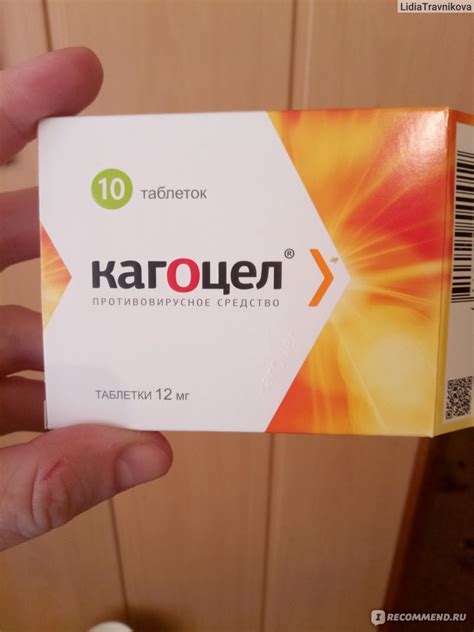 LidiaTravnikova
10 таблеток
кагоцел®
ПРОТИВОВИРУСНОЕ СРЕДСТВО
ТАБЛЕТКИ 12 мг
I RECOMMEND.RU